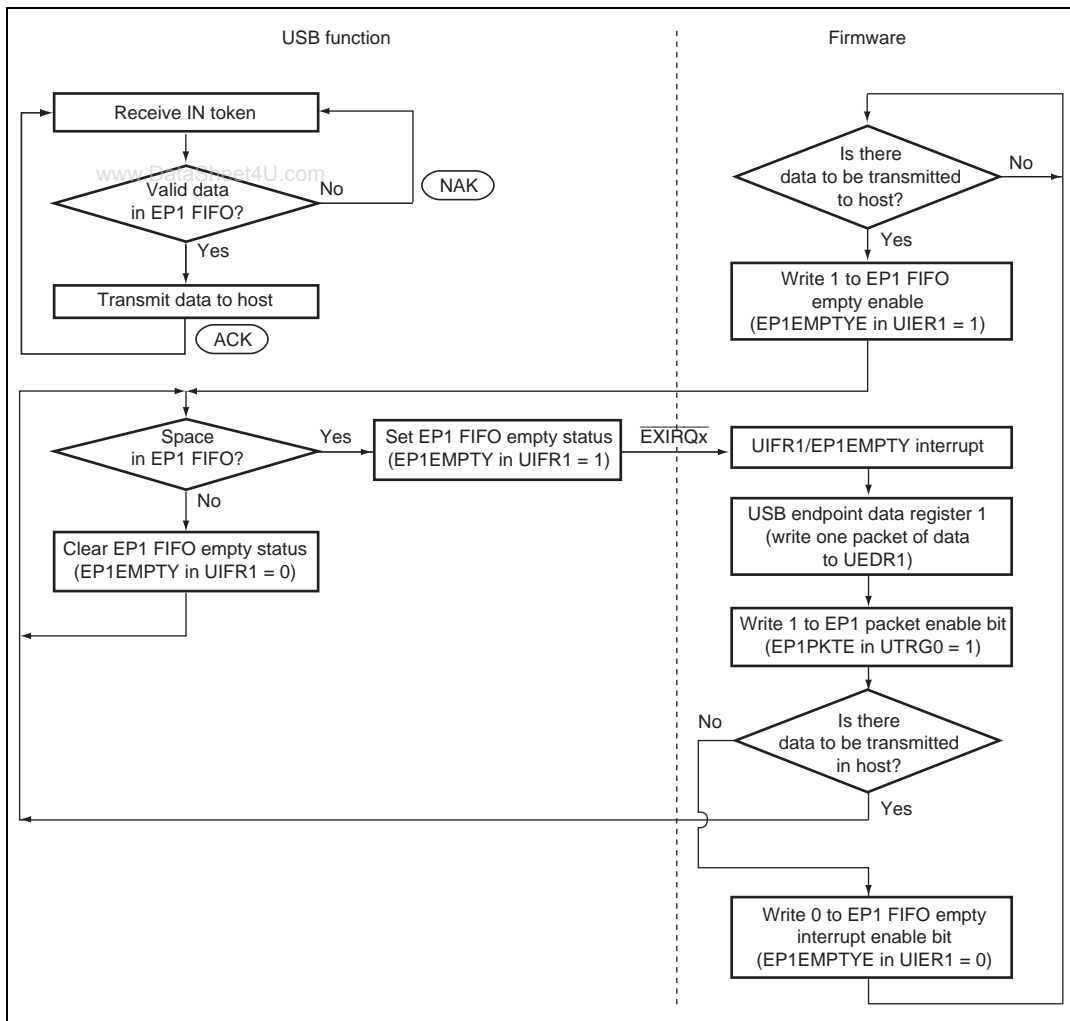 USB function
Firmware
Receive IN token
www.DataSheet4U.com
Valid data
in EP1 FIFO?
No
NAK
Yes
Transmit data to host
ACK
Is there
data to be transmitted
to host?
No
Yes
Write 1 to EP1 FIFO
empty enable
(EP1EMPTYE in UIER1 = 1)
Space
in EP1 FIFO?
Yes
Set EP1 FIFO empty status
(EP1EMPTY in UIFR1 = 1)
EXIRQx
UIFR1/EP1EMPTY interrupt
No
Clear EP1 FIFO empty status
(EP1EMPTY in UIFR1 = 0)
USB endpoint data register 1
(write one packet of data
to UEDR1)
Write 1 to EP1 packet enable bit
(EP1PKTE in UTRG0 = 1)
No
Is there
data to be transmitted
in host?
Yes
Write 0 to EP1 FIFO empty
interrupt enable bit
(EP1EMPTYE in UIER1 = 0)